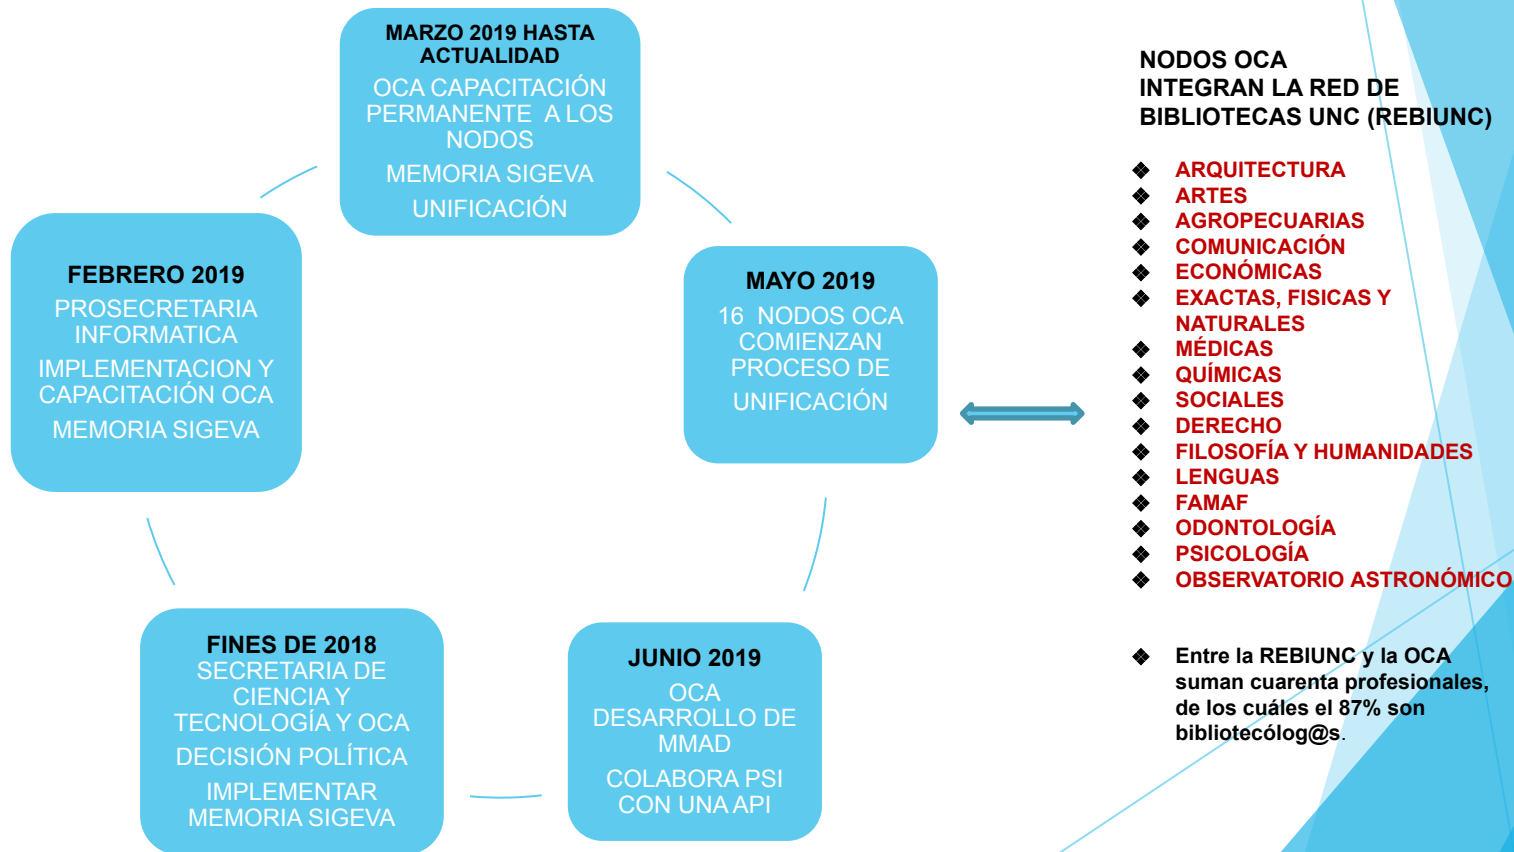 MARZO 2019 HASTA
ACTUALIDAD
OCA CAPACITACIÓN
PERMANENTE A LOS
NODOS
MEMORIA SIGEVA
UNIFICACIÓN
FEBRERO 2019
PROSECRETARIA
INFORMATICA
IMPLEMENTACION Y
CAPACITACIÓN OCA
MEMORIA SIGEVA
MAYO 2019
16 NODOS OCA
COMIENZAN
PROCESO DE
UNIFICACIÓN
FINES DE 2018
SECRETARIA DE
CIENCIA Y
TECNOLOGÍA Y OCA
DECISIÓN POLÍTICA
IMPLEMENTAR
MEMORIA SIGEVA
JUNIO 2019
OCA
DESARROLLO DE
MMAD
COLABORA PSI
CON UNA API
NODOS OCA
INTEGRAN LA RED DE
BIBLIOTECAS UNC (REBIUNC)
❖ ARQUITECTURA
❖ ARTES
❖ AGROPECUARIAS
❖ COMUNICACIÓN
❖ ECONÓMICAS
❖ EXACTAS, FISICAS Y
NATURALES
❖ MÉDICAS
❖ QUÍMICAS
❖ SOCIALES
❖ DERECHO
❖ FILOSOFÍA Y HUMANIDADES
❖ LENGUAS
❖ FAMAF
❖ ODONTOLOGÍA
❖ PSICOLOGÍA
❖ OBSERVATORIO ASTRONÓMICO
❖ Entre la REBIUNC y la OCA
suman cuarenta profesionales,
de los cuáles el 87% son
bibliotecólog@s.